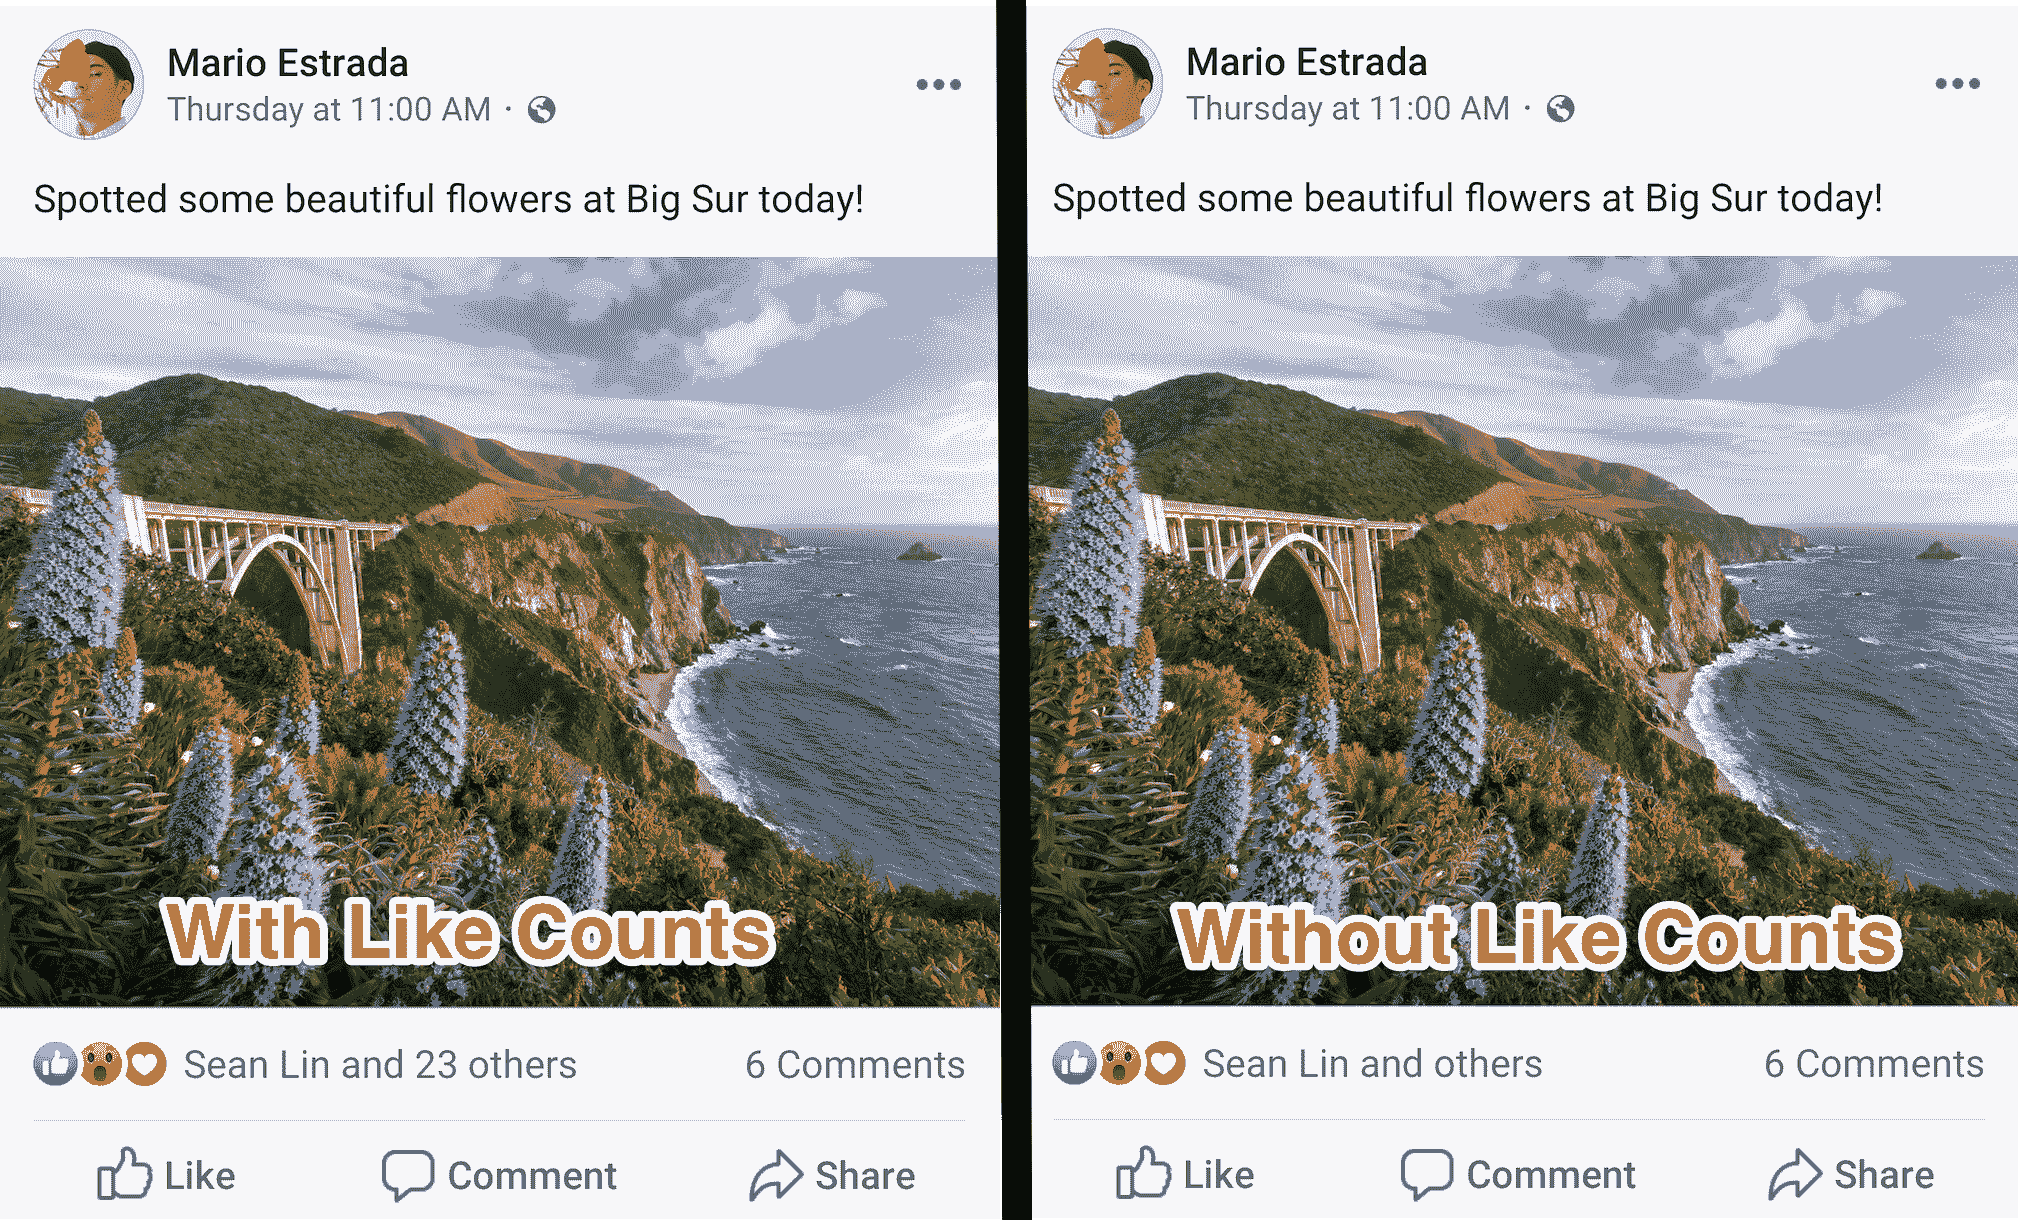 Mario Estrada
Thursday at 11:00 AM ·
Spotted some beautiful flowers at Big Sur today!
With Like Counts
Sean Lin and 23 others
6 Comments
Like
Comment
Share
Mario Estrada
Thursday at 11:00 AM ·
Spotted some beautiful flowers at Big Sur today!
Without Like Counts
Sean Lin and others
6 Comments
Like
Comment
Share